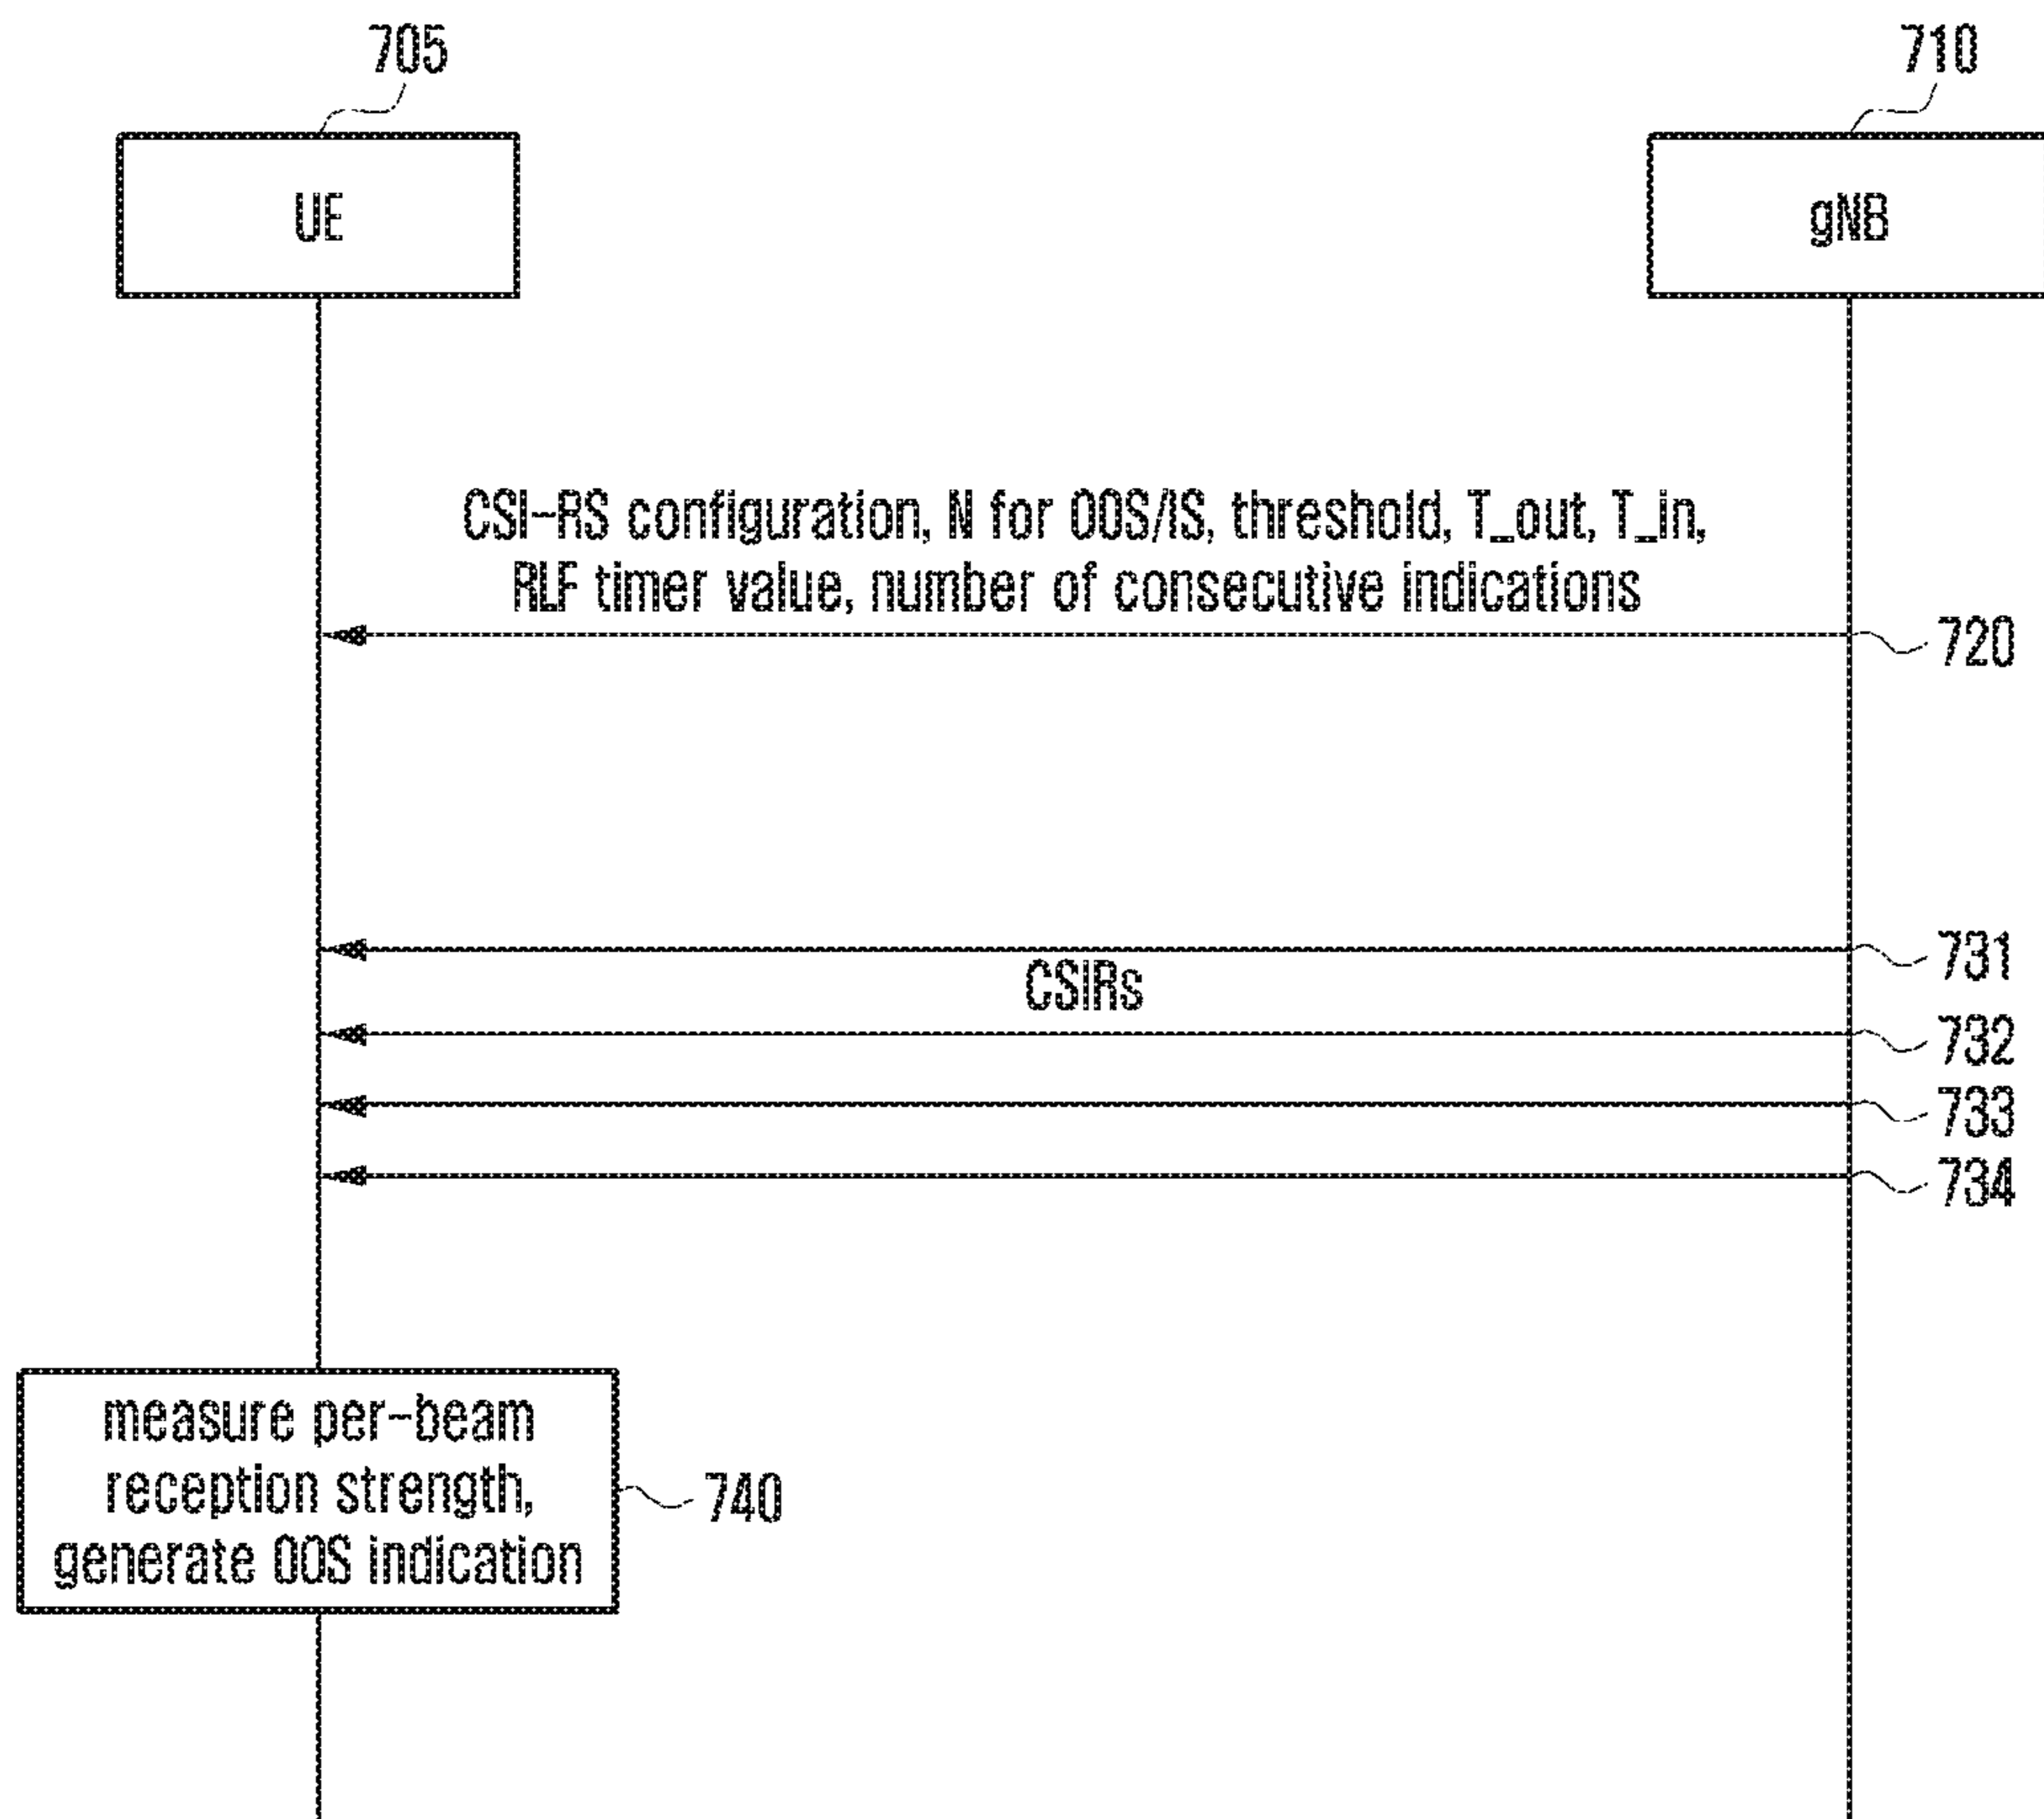 705
710
UE
gNB
CSI-RS configuration, N for OOS/IS, threshold, T_out, T_in,
RLF timer value, number of consecutive indications
720
731
CSIRs
732
733
734
measure per-beam
reception strength,
generate OOS indication
740